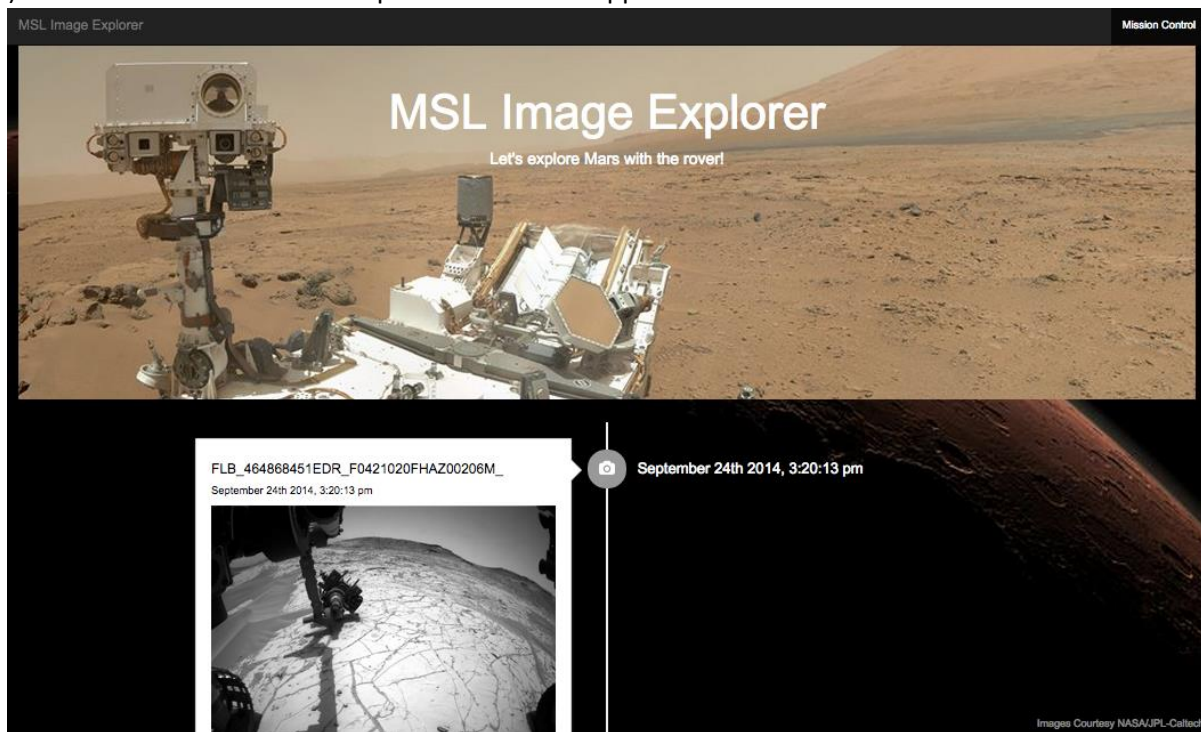 MSL Image Explorer
Mission Control
MSL Image Explorer
Let's explore Mars with the rover!
FLB_464868451EDR_F0421020FHAZ00206M_
September 24th 2014, 3:20:13 pm
September 24th 2014, 3:20:13 pm
Images Courtesy NASA/JPL-Caltech